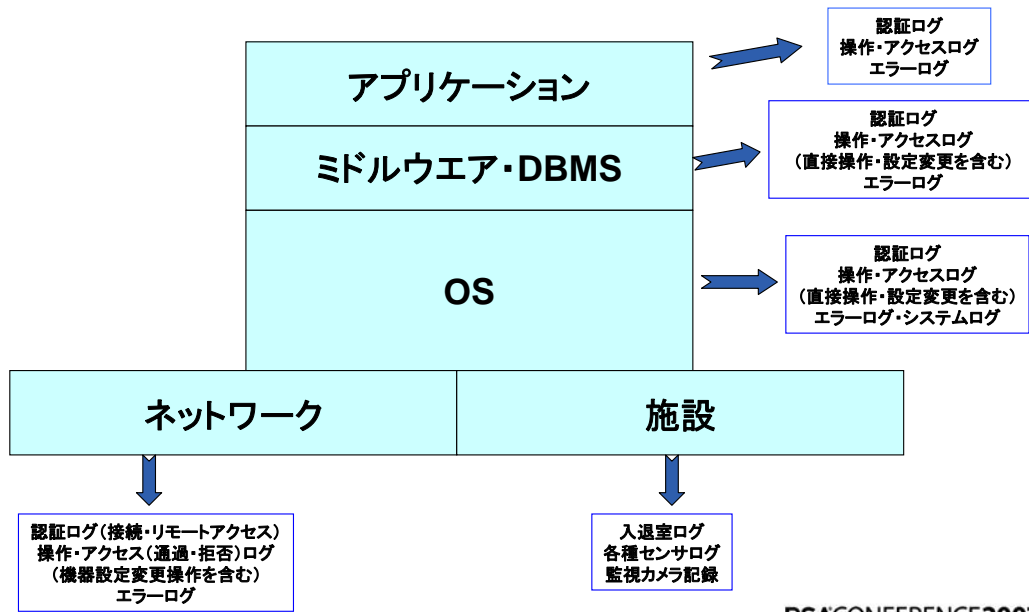 認証ログ
操作・アクセスログ
エラーログ
アプリケーション
認証ログ
操作・アクセスログ
(直接操作・設定変更を含む)
エラーログ
ミドルウエア・DBMS
認証ログ
操作・アクセスログ
(直接操作・設定変更を含む)
エラーログ・システムログ
OS
ネットワーク
施設
認証ログ(接続・リモートアクセス)
操作・アクセス(通過・拒否)ログ
(機器設定変更操作を含む)
エラーログ
入退室ログ
各種センサログ
監視カメラ記録